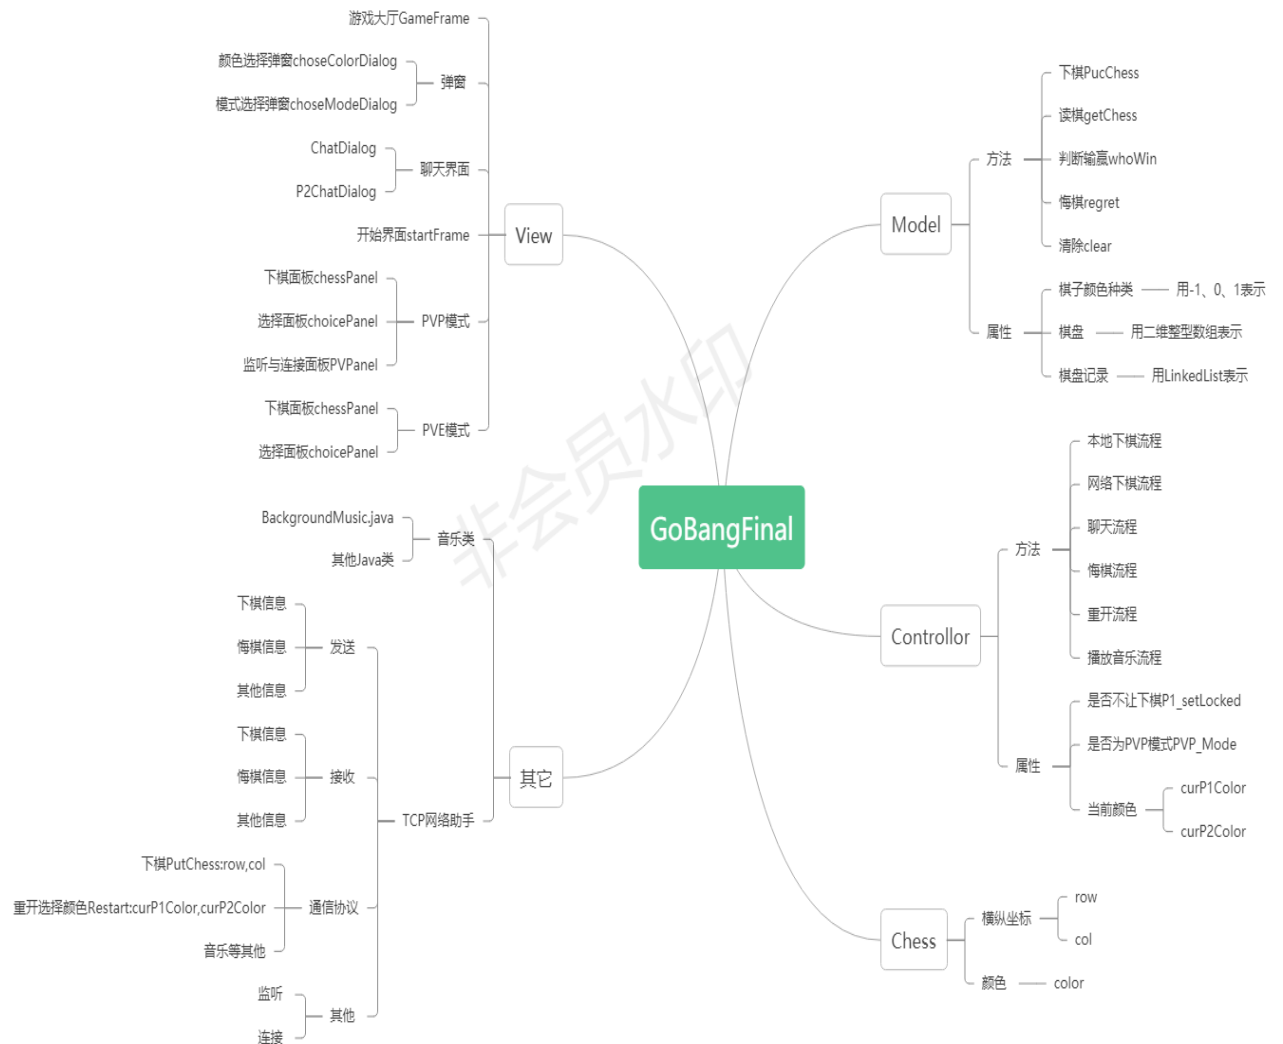 GoBangFinal
Model
方法
下棋PucChess
读棋getChess
判断输赢whoWin
悔棋regret
清除clear
属性
棋子颜色种类
用-1、0、1表示
棋盘
用二维整型数组表示
棋盘记录
用LinkedList表示
Controllor
方法
本地下棋流程
网络下棋流程
聊天流程
悔棋流程
重开流程
播放音乐流程
属性
是否不让下棋P1_setLocked
是否为PVP模式PVP_Mode
当前颜色
curP1Color
curP2Color
Chess
横纵坐标
row
col
颜色
color
View
游戏大厅GameFrame
弹窗
颜色选择弹窗choseColorDialog
模式选择弹窗choseModeDialog
聊天界面
ChatDialog
P2ChatDialog
开始界面startFrame
PVP模式
下棋面板chessPanel
选择面板choicePanel
监听与连接面板PVPanel
PVE模式
下棋面板chessPanel
选择面板choicePanel
其它
音乐类
BackgroundMusic.java
其他Java类
TCP网络助手
发送
下棋信息
悔棋信息
其他信息
接收
下棋信息
悔棋信息
其他信息
通信协议
下棋PutChess:row,col
重开选择颜色Restart:curP1Color,curP2Color
音乐等其他
其他
监听
连接
非会员水印